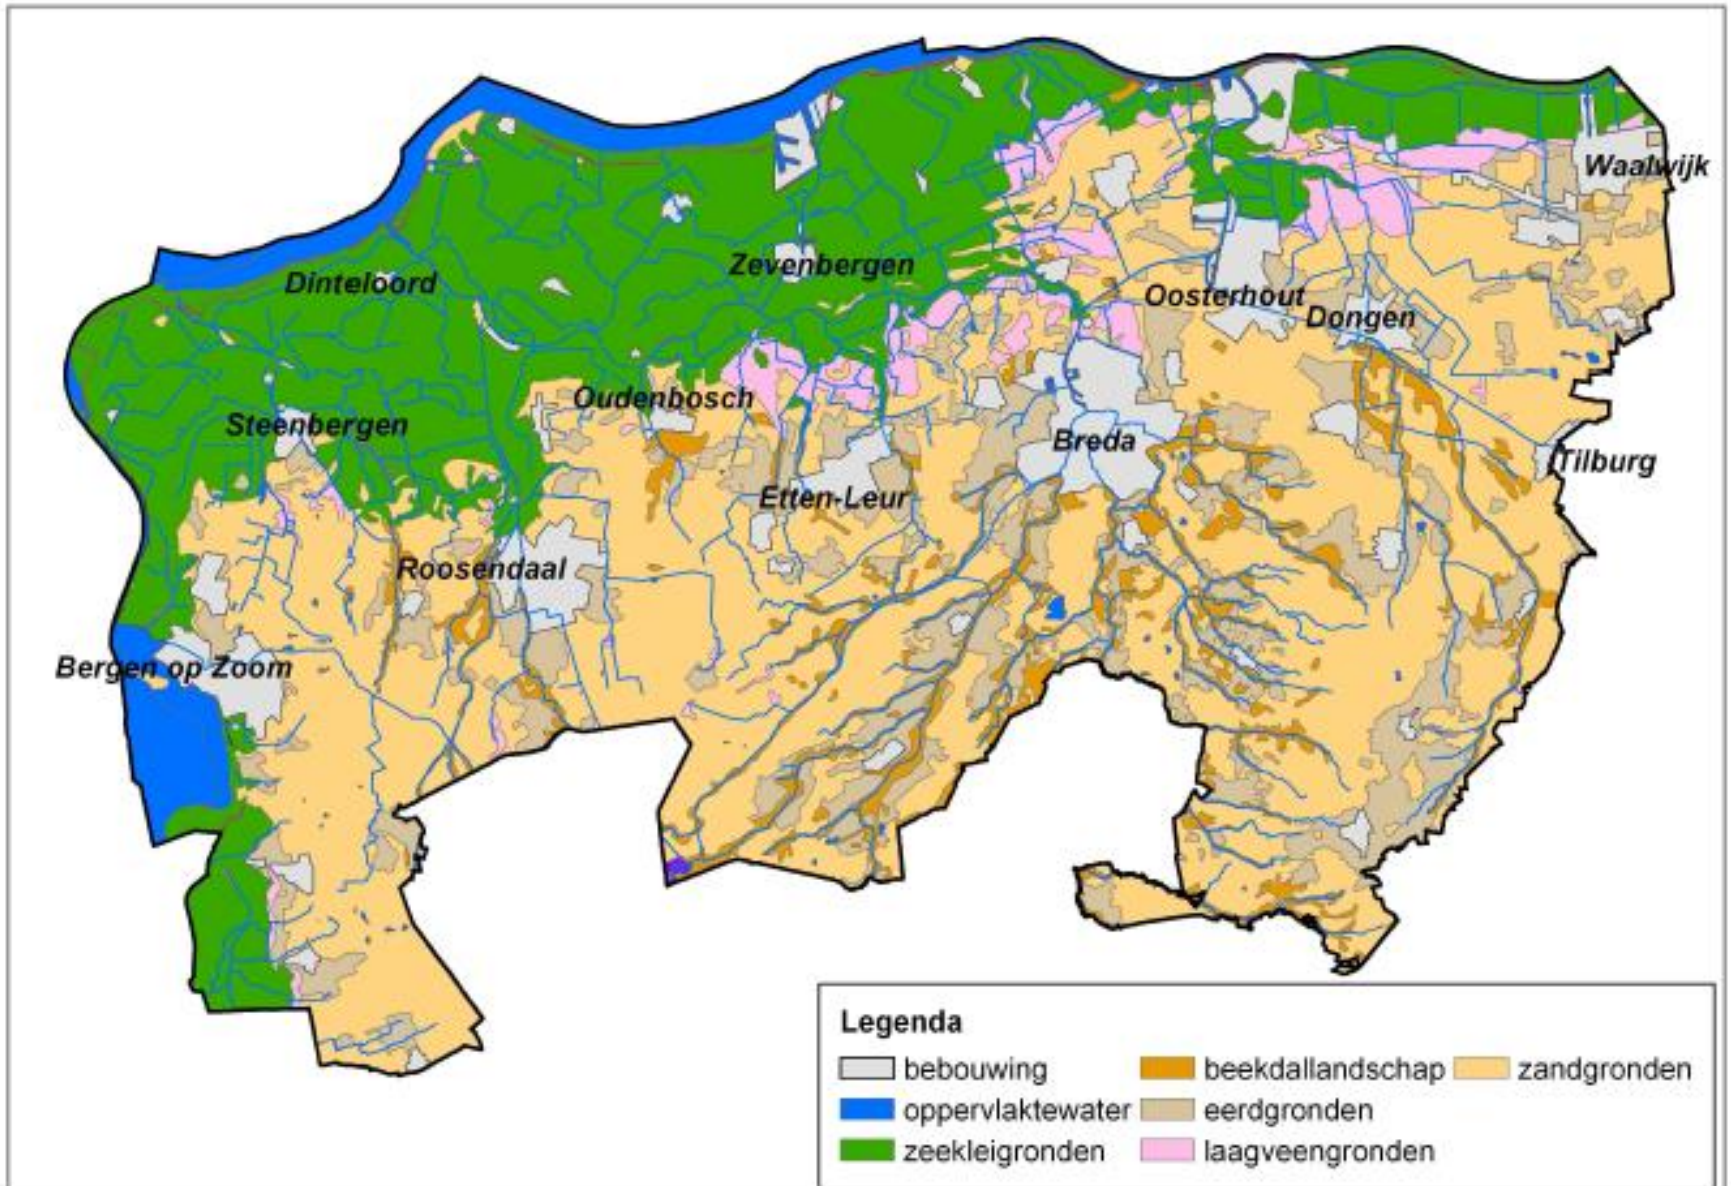 Waalwijk
Zevenbergen
Dinteloord
Oosterhout
Dongen
Oudenbosch
Steenbergen
Breda
Tilburg
Etten-Leur
Roosendaal
Bergen op Zoom
Legenda
bebouwing
beekdallandschap
zandgronden
oppervlaktewater
eerdgronden
zeekleigronden
laagveengronden